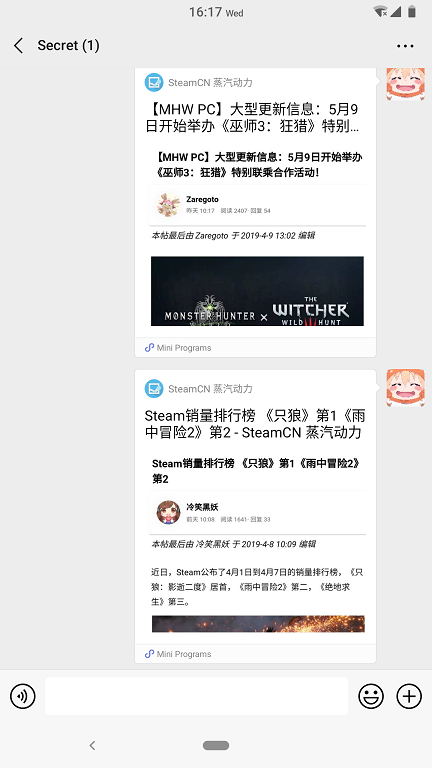 16:17 Wed
Secret (1)
SteamCN 蒸汽动力
【MHW PC】大型更新信息：5月9
日开始举办《巫师3：狂猎》特别...
【MHW PC】大型更新信息：5月9日开始举办
《巫师3：狂猎》特别联乘合作活动！
Zaregoto
昨天 10:17 阅读 2407· 回复 54
本帖最后由 Zaregoto 于 2019-4-9 13:02 编辑
MONSTER HUNTER × THE WITCHER WILD HUNT
Mini Programs
SteamCN 蒸汽动力
Steam销量排行榜 《只狼》第1《雨
中冒险2》第2 - SteamCN 蒸汽动力
Steam销量排行榜 《只狼》第1《雨中冒险2》
第2
冷笑黑妖
前天 10:08 阅读 1641· 回复 33
本帖最后由 冷笑黑妖 于 2019-4-8 10:09 编辑
近日，Steam公布了4月1日到4月7日的销量排行榜，《只
狼：影逝二度》居首，《雨中冒险2》第二，《绝地求
生》第三。
Mini Programs